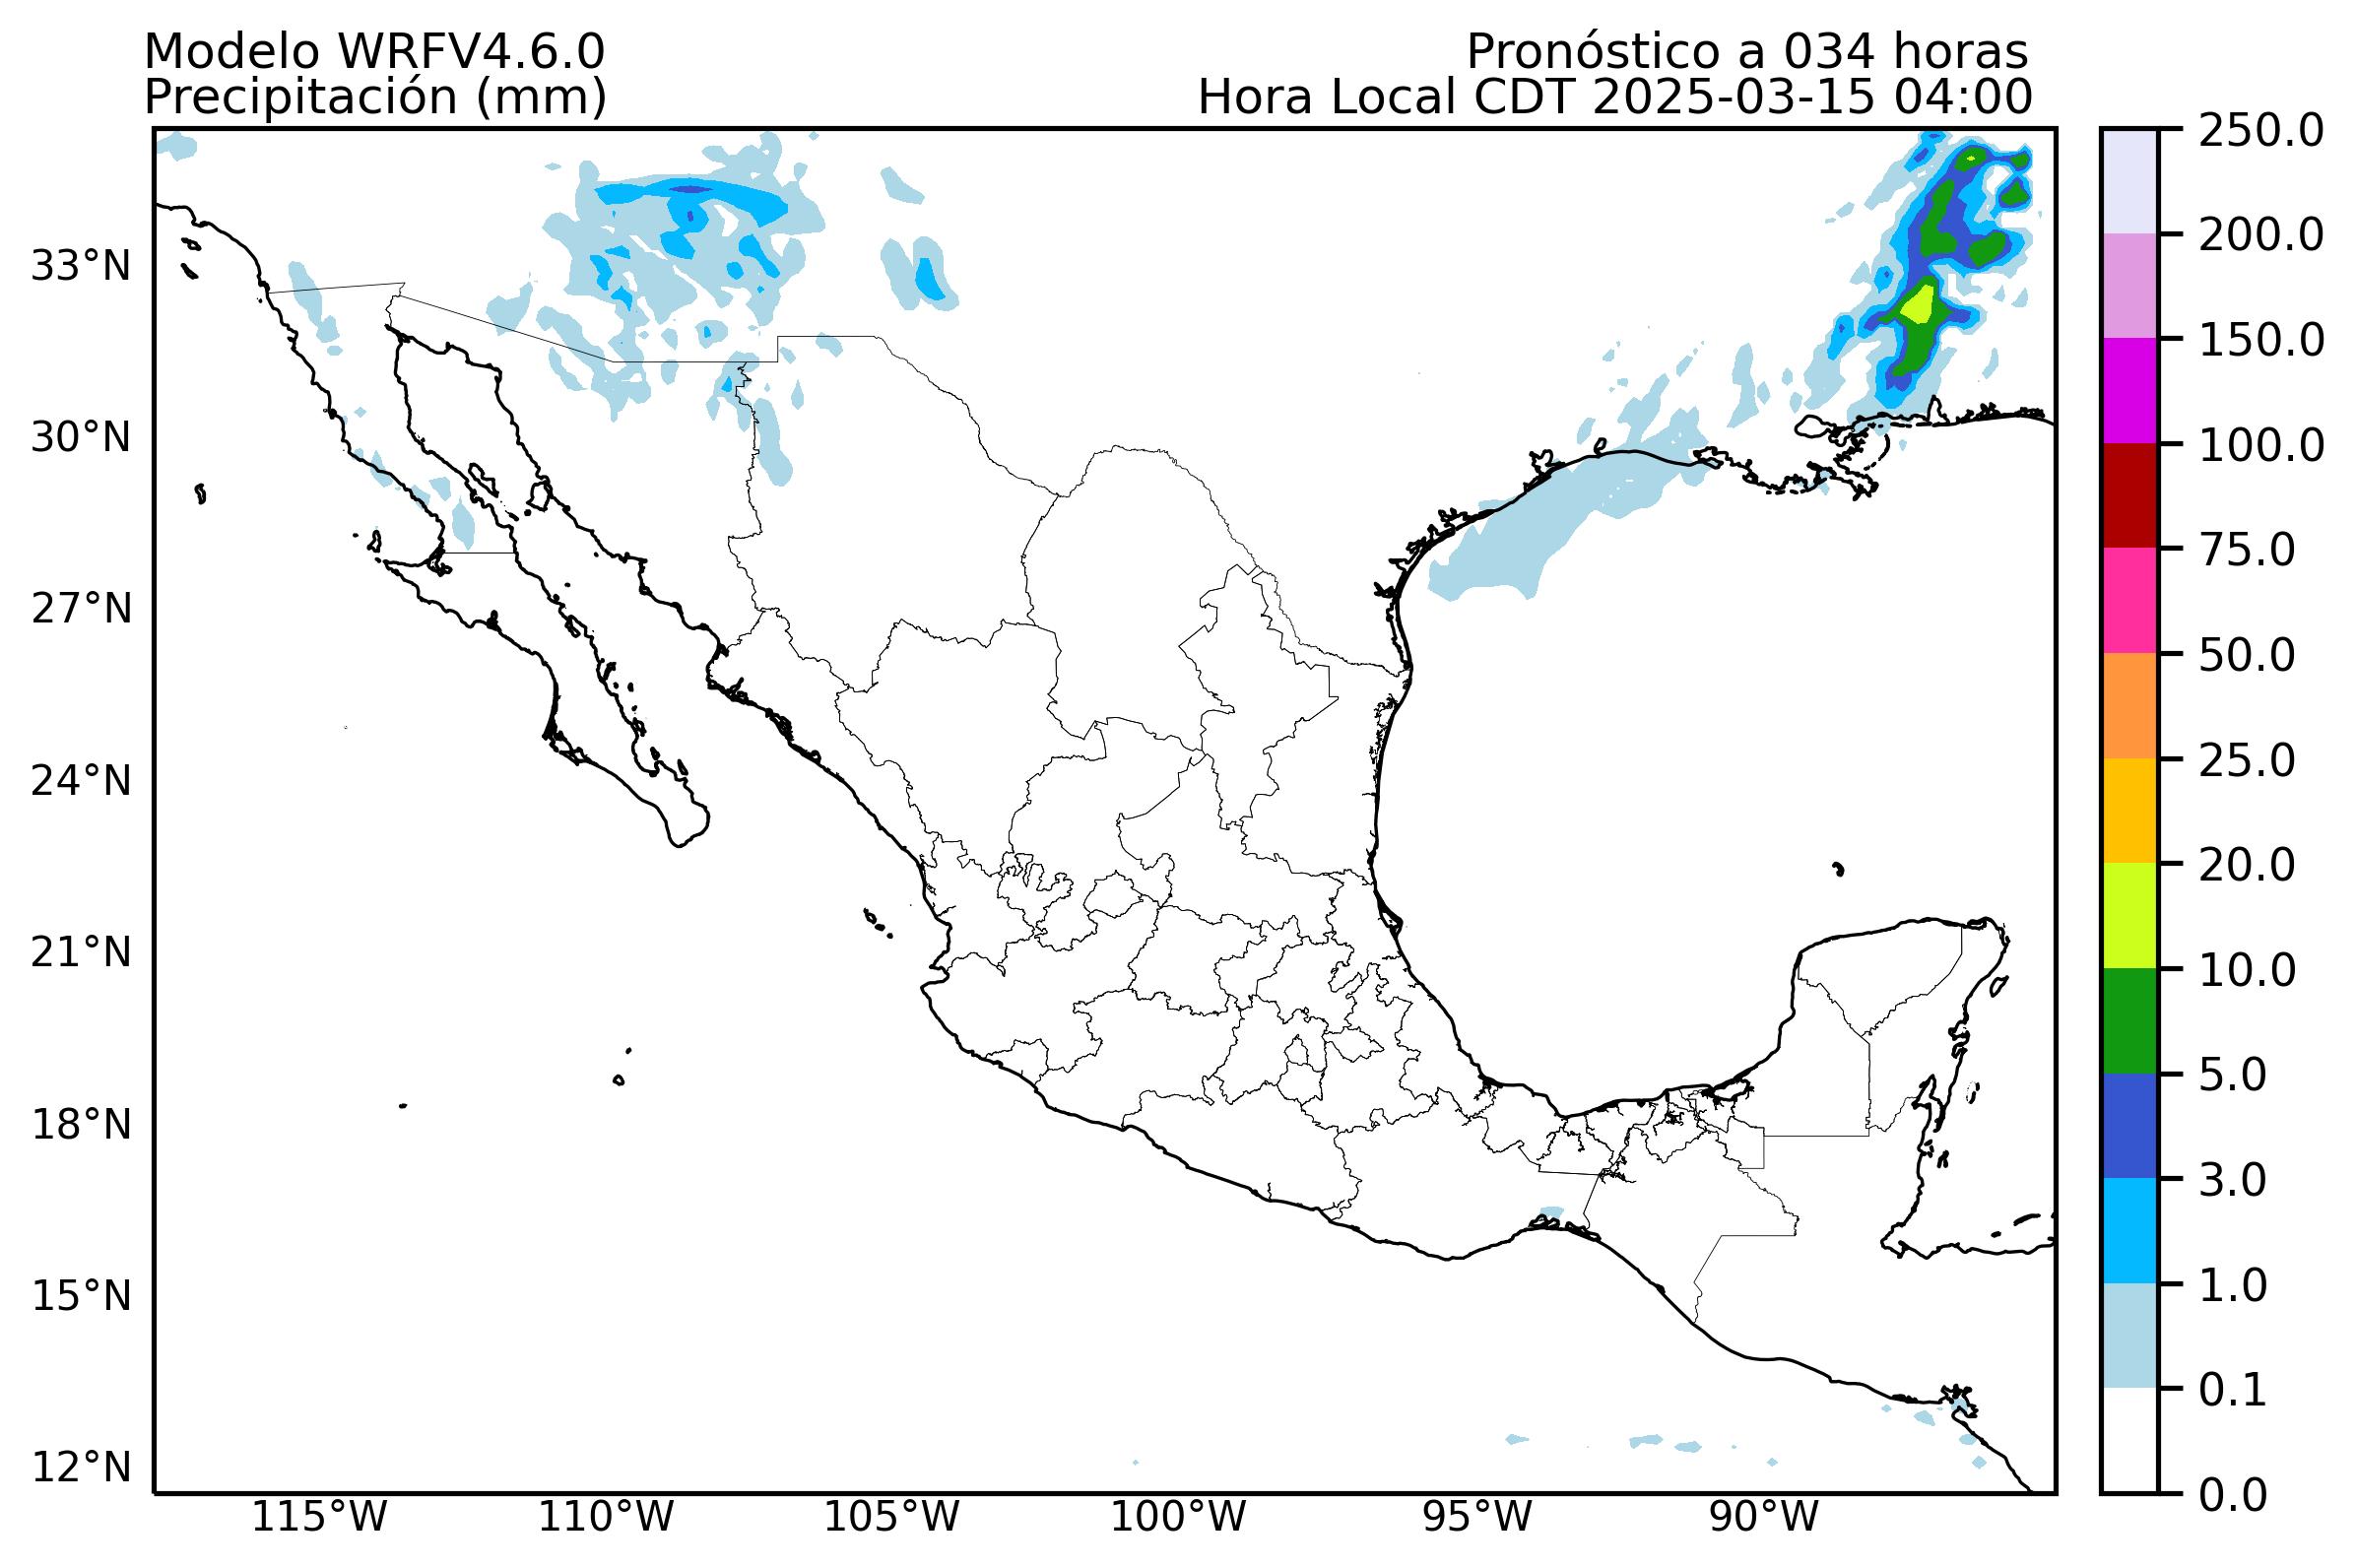 Modelo WRFV4.6.0
Precipitación (mm)
Pronóstico a 034 horas
Hora Local CDT 2025-03-15 04:00
33°N
30°N
27°N
24°N
21°N
18°N
15°N
12°N
115°W
110°W
105°W
100°W
95°W
90°W
250.0
200.0
150.0
100.0
75.0
50.0
25.0
20.0
10.0
5.0
3.0
1.0
0.1
0.0